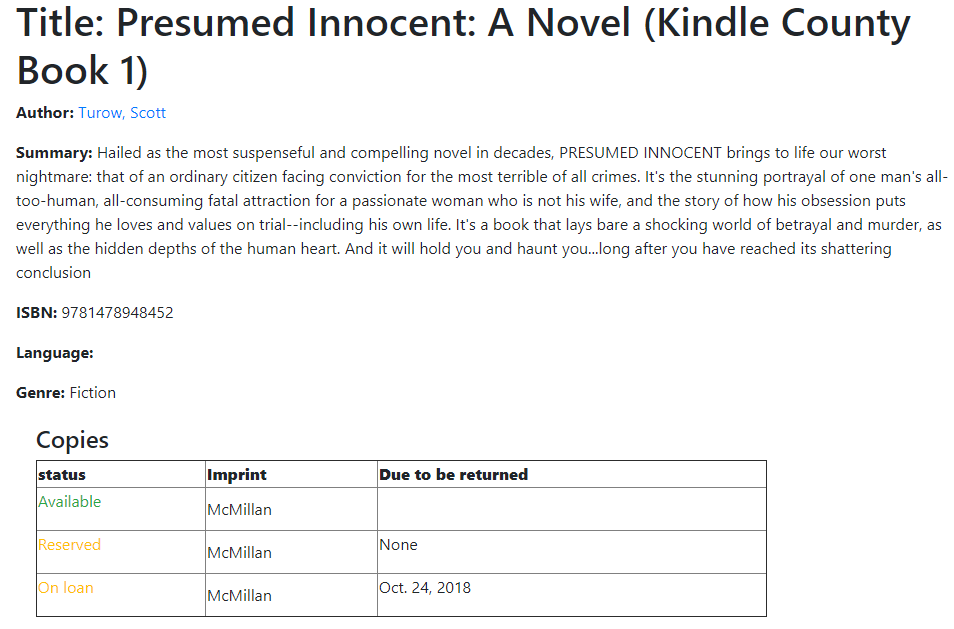 Title: Presumed Innocent: A Novel (Kindle County
Book 1)
Author: Turow, Scott
Summary: Hailed as the most suspenseful and compelling novel in decades, PRESUMED INNOCENT brings to life our worst
nightmare: that of an ordinary citizen facing conviction for the most terrible of all crimes. It's the stunning portrayal of one man's all-
too-human, all-consuming fatal attraction for a passionate woman who is not his wife, and the story of how his obsession puts
everything he loves and values on trial--including his own life. It's a book that lays bare a shocking world of betrayal and murder, as
well as the hidden depths of the human heart. And it will hold you and haunt you...long after you have reached its shattering
conclusion
ISBN: 9781478948452
Language:
Genre: Fiction
Copies
status Imprint Due to be returned
Available McMillan
Reserved McMillan None
On loan McMillan Oct. 24, 2018